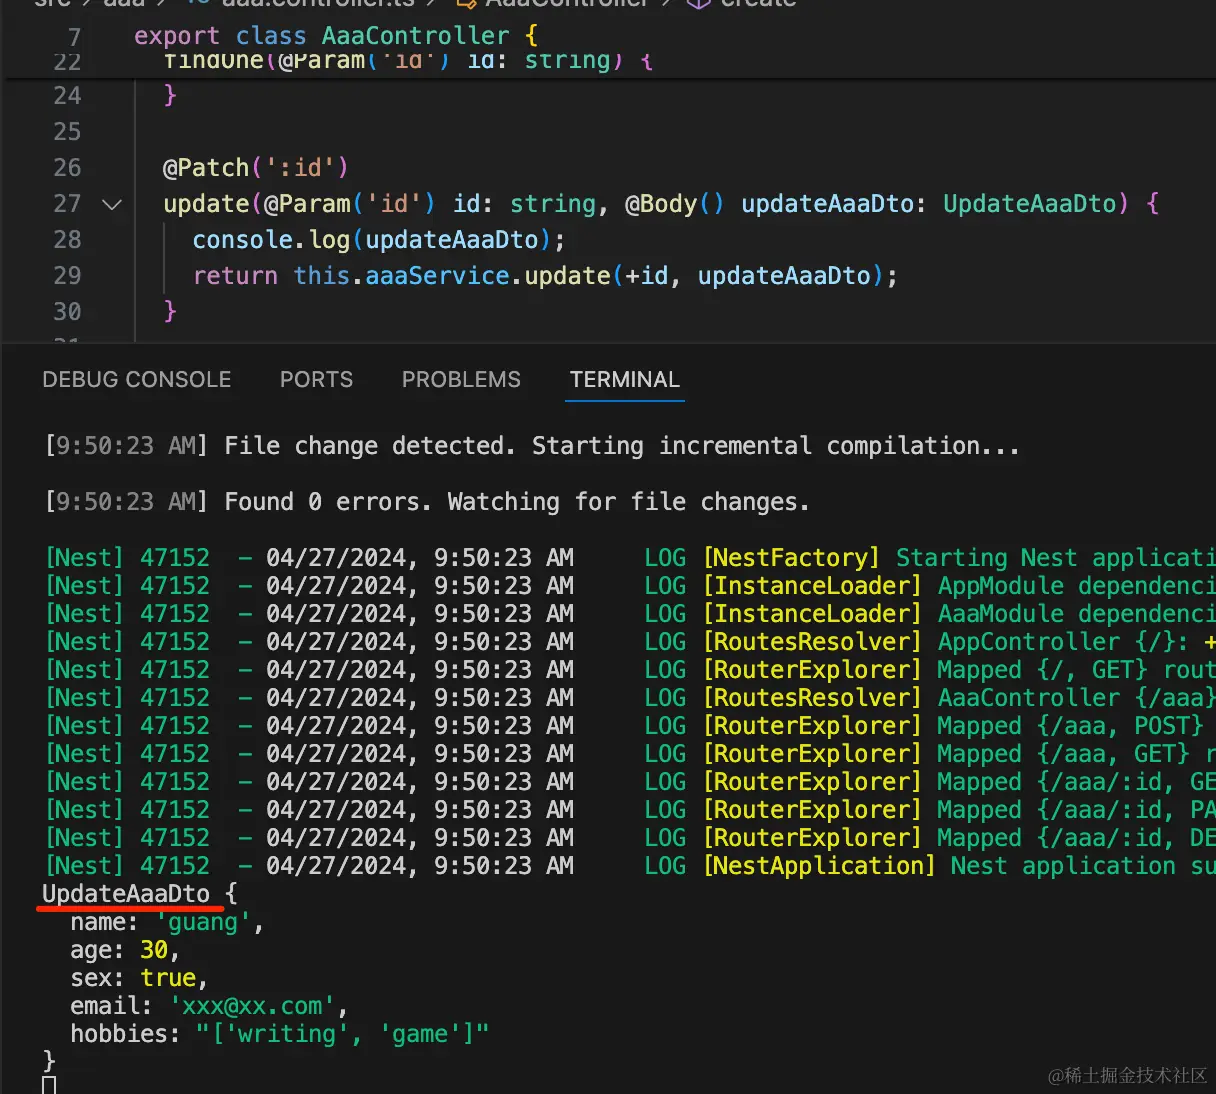 src > aaa > aaa.controller.ts > AaaController > create
7 export class AaaController {
22 findOne(@Param('id') id: string) {
24 }
25
26 @Patch(':id')
27 update(@Param('id') id: string, @Body() updateAaaDto: UpdateAaaDto) {
28 console.log(updateAaaDto);
29 return this.aaaService.update(+id, updateAaaDto);
30 }
31
DEBUG CONSOLE PORTS PROBLEMS TERMINAL
[9:50:23 AM] File change detected. Starting incremental compilation...
[9:50:23 AM] Found 0 errors. Watching for file changes.
[Nest] 47152 - 04/27/2024, 9:50:23 AM LOG [NestFactory] Starting Nest applicati
[Nest] 47152 - 04/27/2024, 9:50:23 AM LOG [InstanceLoader] AppModule dependenci
[Nest] 47152 - 04/27/2024, 9:50:23 AM LOG [InstanceLoader] AaaModule dependenci
[Nest] 47152 - 04/27/2024, 9:50:23 AM LOG [RoutesResolver] AppController {/}: +
[Nest] 47152 - 04/27/2024, 9:50:23 AM LOG [RouterExplorer] Mapped {/, GET} rout
[Nest] 47152 - 04/27/2024, 9:50:23 AM LOG [RoutesResolver] AaaController {/aaa}
[Nest] 47152 - 04/27/2024, 9:50:23 AM LOG [RouterExplorer] Mapped {/aaa, POST}
[Nest] 47152 - 04/27/2024, 9:50:23 AM LOG [RouterExplorer] Mapped {/aaa, GET} r
[Nest] 47152 - 04/27/2024, 9:50:23 AM LOG [RouterExplorer] Mapped {/aaa/:id, GE
[Nest] 47152 - 04/27/2024, 9:50:23 AM LOG [RouterExplorer] Mapped {/aaa/:id, PA
[Nest] 47152 - 04/27/2024, 9:50:23 AM LOG [RouterExplorer] Mapped {/aaa/:id, DE
[Nest] 47152 - 04/27/2024, 9:50:23 AM LOG [NestApplication] Nest application su
UpdateAaaDto {
name: 'guang',
age: 30,
sex: true,
email: 'xxx@xx.com',
hobbies: "['writing', 'game']"
}
@稀土掘金技术社区